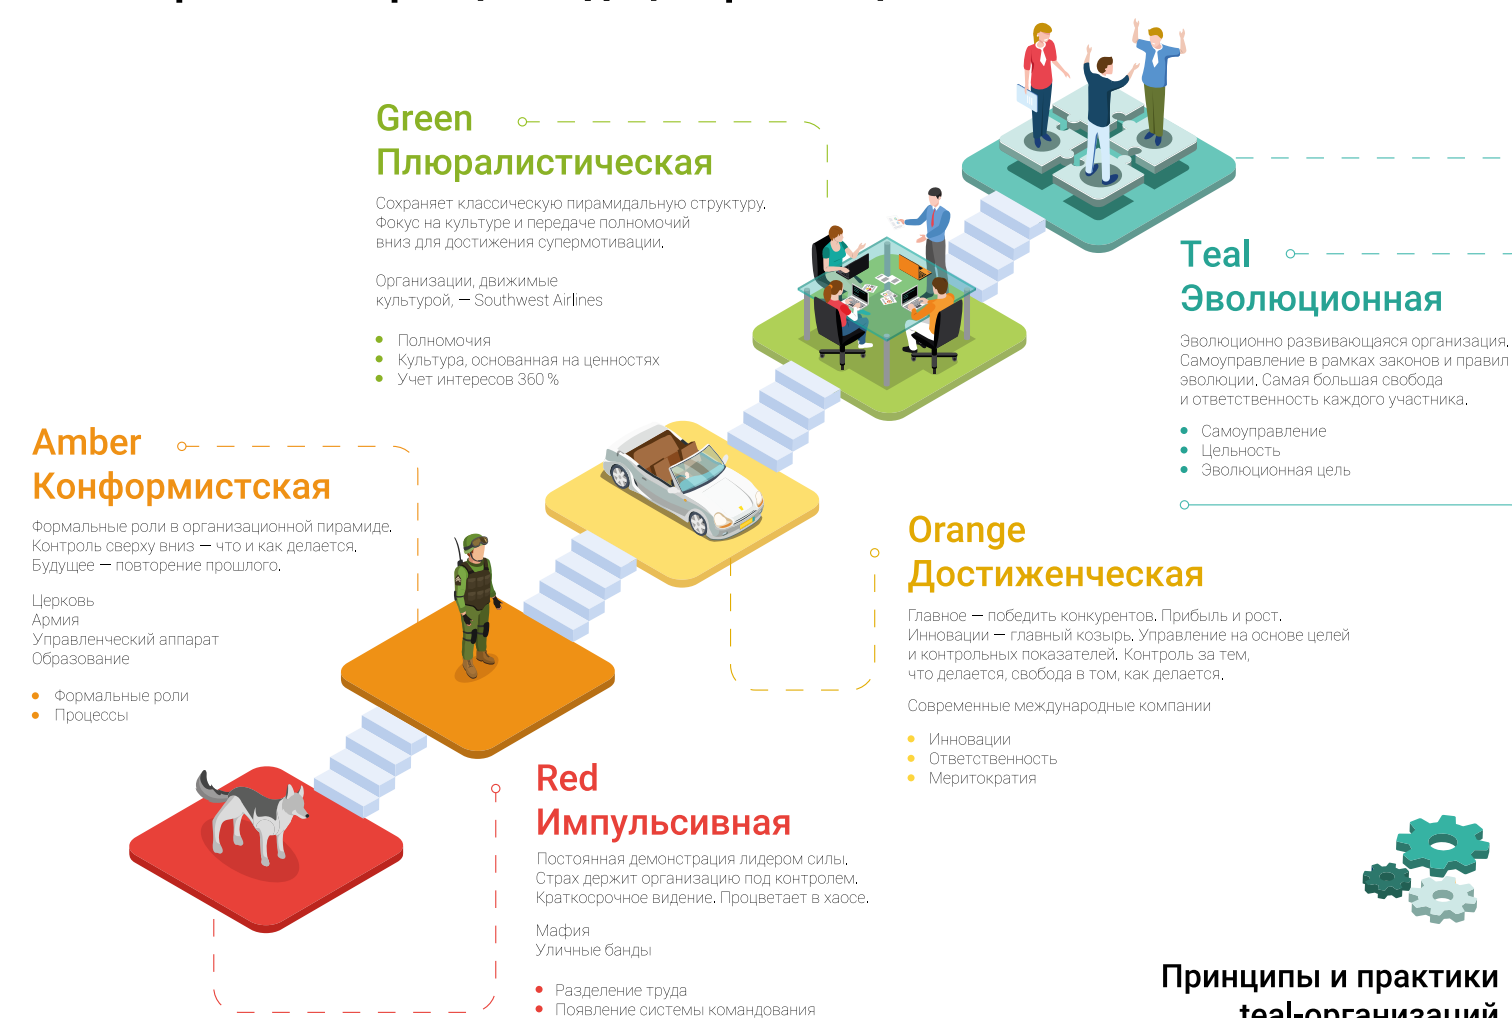 Green
Плюралистическая
Сохраняет классическую пирамидальную структуру.
Фокус на культуре и передаче полномочий
вниз для достижения супермотивации.
Организации, движимые
культурой, — Southwest Airlines
Полномочия
Культура, основанная на ценностях
Учет интересов 360 %
Teal
Эволюционная
Эволюционно развивающаяся организация.
Самоуправление в рамках законов и правил
эволюции. Самая большая свобода
и ответственность каждого участника.
Самоуправление
Цельность
Эволюционная цель
Amber
Конформистская
Формальные роли в организационной пирамиде.
Контроль сверху вниз — что и как делается.
Будущее — повторение прошлого.
Церковь
Армия
Управленческий аппарат
Образование
Формальные роли
Процессы
Orange
Достиженческая
Главное — победить конкурентов. Прибыль и рост.
Инновации — главный козырь. Управление на основе целей
и контрольных показателей. Контроль за тем,
что делается, свобода в том, как делается.
Современные международные компании
Инновации
Ответственность
Меритократия
Red
Импульсивная
Постоянная демонстрация лидером силы.
Страх держит организацию под контролем.
Краткосрочное видение. Процветает в хаосе.
Мафия
Уличные банды
Разделение труда
Появление системы командования
Принципы и практики
teal-организаций